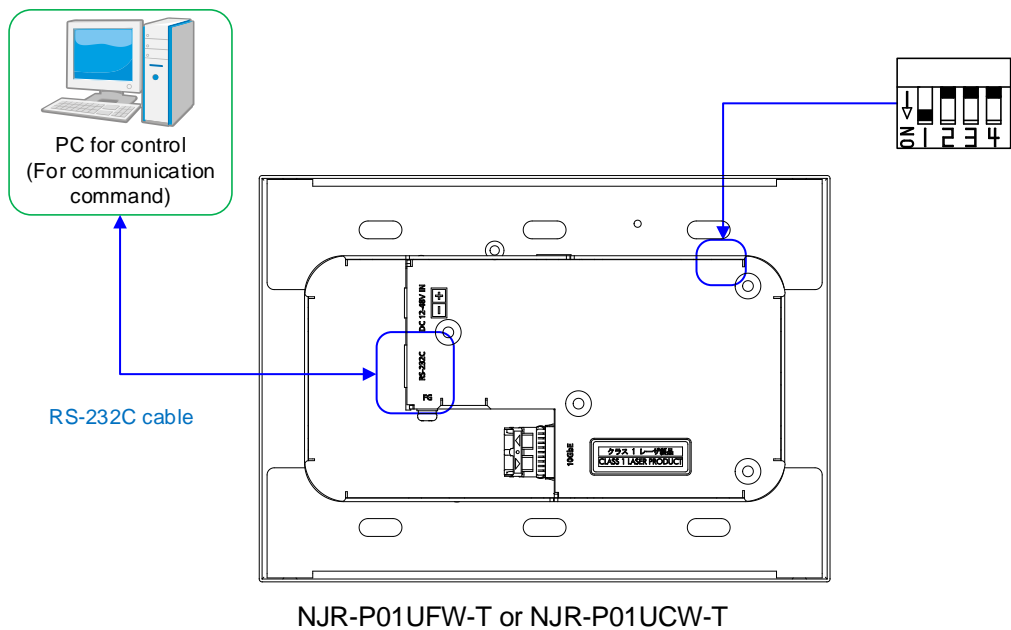 PC for control
(For communication
command)
ON
1 2 3 4
DC 12-48V IN
+
-
RS-232C
FG
RS-232C cable
10GbE
クラス 1 レーザ製品
CLASS 1 LASER PRODUCT
NJR-P01UFW-T or NJR-P01UCW-T